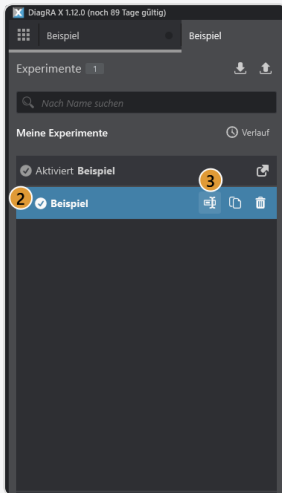 DiagRA X 1.12.0 (noch 89 Tage gültig)
Beispiel Beispiel
Experimente 1
Nach Name suchen
Meine Experimente Verlauf
Aktiviert Beispiel
3
2 Beispiel